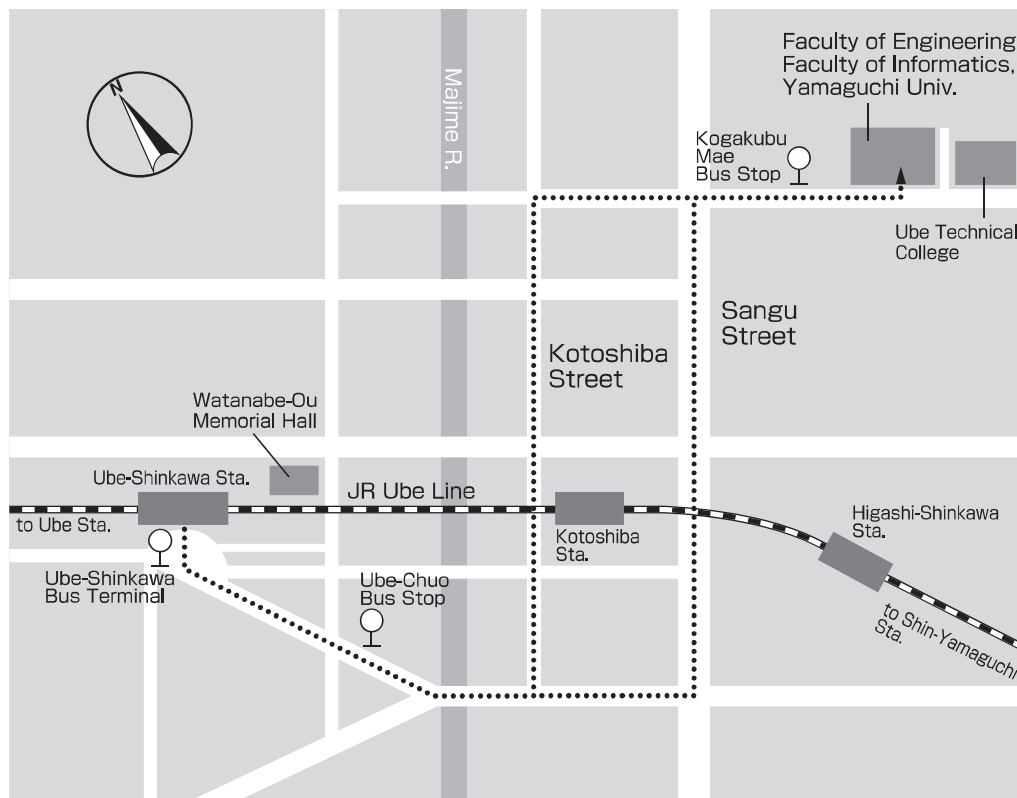 N
Majime R.
Faculty of Engineering
Faculty of Informatics,
Yamaguchi Univ.
Kogakubu
Mae
Bus Stop
Ube Technical
College
Sangu
Street
Kotoshiba
Street
Watanabe-Ou
Memorial Hall
Ube-Shinkawa Sta.
JR Ube Line
to Ube Sta.
Kotoshiba
Sta.
Higashi-Shinkawa
Sta.
Ube-Shinkawa
Bus Terminal
Ube-Chuo
Bus Stop
to Shin-Yamaguchi
Sta.